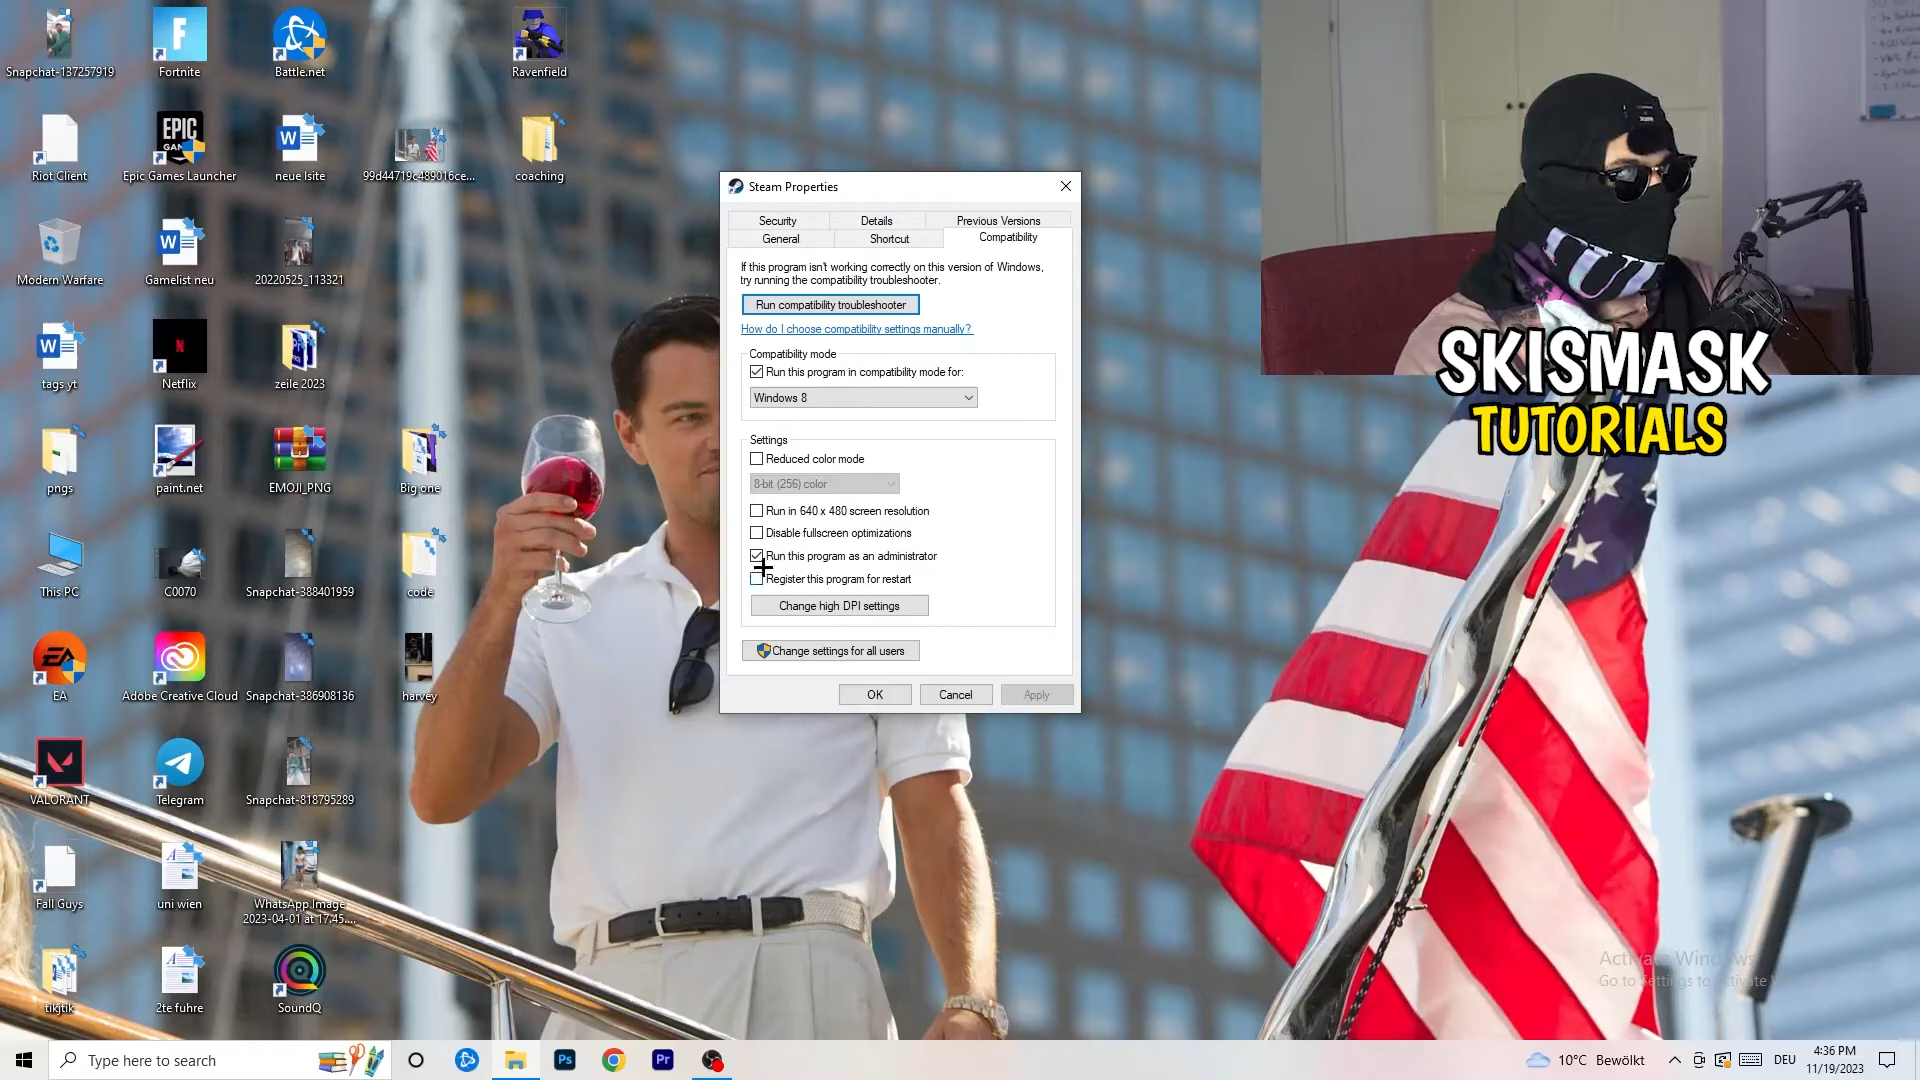 Snapchat-137257919
Fortnite
Battle.net
Ravenfield
Riot Client
EPIC
Epic Games Launcher
neue lsite
99d44719c489016ce...
coaching
Modern Warfare
Gamelist neu
20220525_113321
tags yt
Netflix
zeile 2023
pngs
paint.net
EMOJI_PNG
Big one
This PC
C0070
Snapchat-388401959
code
EA
EA
Adobe Creative Cloud
Snapchat-386908136
harvey
VALORANT
Telegram
Snapchat-818795289
Fall Guys
uni wien
WhatsApp Image
2023-04-01 at 17.45....
tikjtik
2te fuhre
SoundQ
Steam Properties
Security
Details
Previous Versions
General
Shortcut
Compatibility
If this program isn't working correctly on this version of Windows,
try running the compatibility troubleshooter.
Run compatibility troubleshooter
How do I choose compatibility settings manually?
Compatibility mode
Run this program in compatibility mode for:
Windows 8
Settings
Reduced color mode
8-bit (256) color
Run in 640 x 480 screen resolution
Disable fullscreen optimizations
Run this program as an administrator
Register this program for restart
Change high DPI settings
Change settings for all users
OK
Cancel
Apply
SKISMASK
TUTORIALS
Activate Windows
Go to Settings to activate
Type here to search
Ps
Pr
10°C Bewölkt
DEU
4:36 PM
11/19/2023